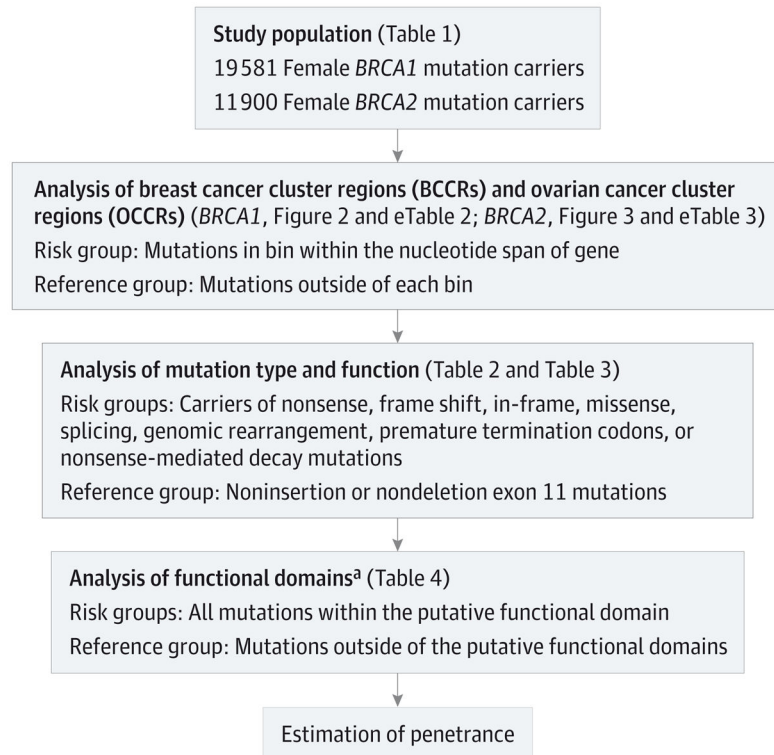 Study population (Table 1)
19 581 Female BRCA1 mutation carriers
11 900 Female BRCA2 mutation carriers
Analysis of breast cancer cluster regions (BCCRs) and ovarian cancer cluster
regions (OCCRs) (BRCA1, Figure 2 and eTable 2; BRCA2, Figure 3 and eTable 3)
Risk group: Mutations in bin within the nucleotide span of gene
Reference group: Mutations outside of each bin
Analysis of mutation type and function (Table 2 and Table 3)
Risk groups: Carriers of nonsense, frame shift, in-frame, missense,
splicing, genomic rearrangement, premature termination codons, or
nonsense-mediated decay mutations
Reference group: Noninsertion or nondeletion exon 11 mutations
Analysis of functional domainsᵃ (Table 4)
Risk groups: All mutations within the putative functional domain
Reference group: Mutations outside of the putative functional domains
Estimation of penetrance